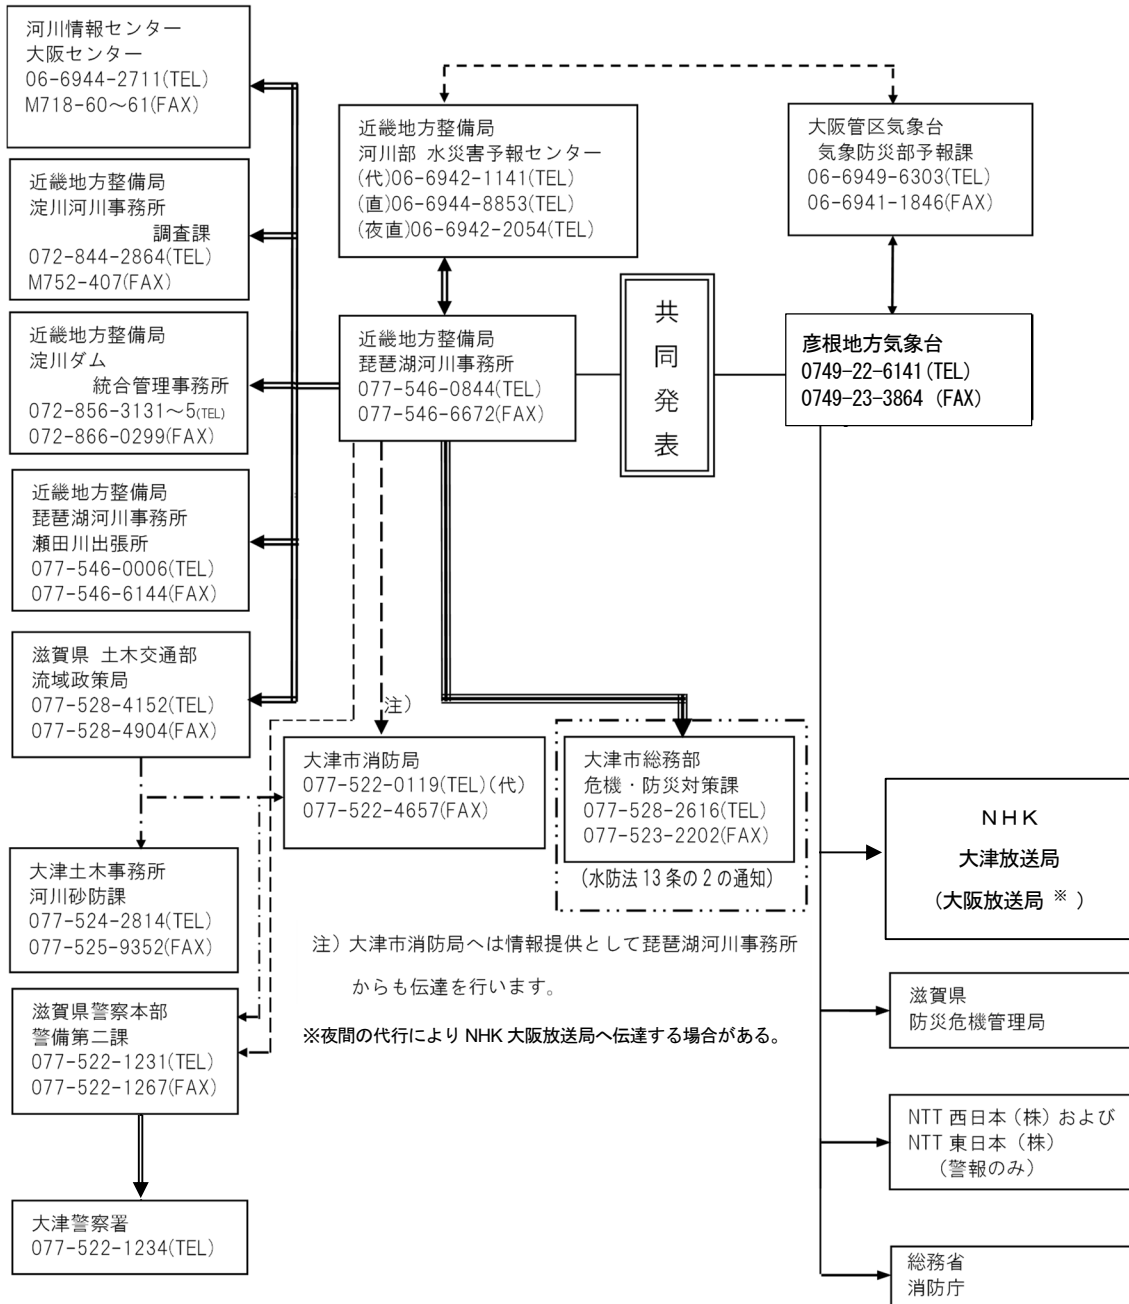 河川情報センター
大阪センター
06-6944-2711(TEL)
M718-60～61(FAX)
近畿地方整備局
淀川河川事務所
調査課
072-844-2864(TEL)
M752-407(FAX)
近畿地方整備局
淀川ダム
統合管理事務所
072-856-3131～5(TEL)
072-866-0299(FAX)
近畿地方整備局
琵琶湖河川事務所
瀬田川出張所
077-546-0006(TEL)
077-546-6144(FAX)
滋賀県 土木交通部
流域政策局
077-528-4152(TEL)
077-528-4904(FAX)
大津土木事務所
河川砂防課
077-524-2814(TEL)
077-525-9352(FAX)
滋賀県警察本部
警備第二課
077-522-1231(TEL)
077-522-1267(FAX)
大津警察署
077-522-1234(TEL)
近畿地方整備局
河川部 水災害予報センター
(代)06-6942-1141(TEL)
(直)06-6944-8853(TEL)
(夜直)06-6942-2054(TEL)
近畿地方整備局
琵琶湖河川事務所
077-546-0844(TEL)
077-546-6672(FAX)
共同発表
大阪管区気象台
気象防災部予報課
06-6949-6303(TEL)
06-6941-1846(FAX)
彦根地方気象台
0749-22-6141(TEL)
0749-23-3864 (FAX)
注）
大津市消防局
077-522-0119(TEL)(代)
077-522-4657(FAX)
大津市総務部
危機・防災対策課
077-528-2616(TEL)
077-523-2202(FAX)
（水防法13条の2の通知）
注）大津市消防局へは情報提供として琵琶湖河川事務所
からも伝達を行います。
※夜間の代行により NHK 大阪放送局へ伝達する場合がある。
ＮＨＫ
大津放送局
（大阪放送局 ※ ）
滋賀県
防災危機管理局
NTT 西日本（株）および
NTT 東日本（株）
（警報のみ）
総務省
消防庁